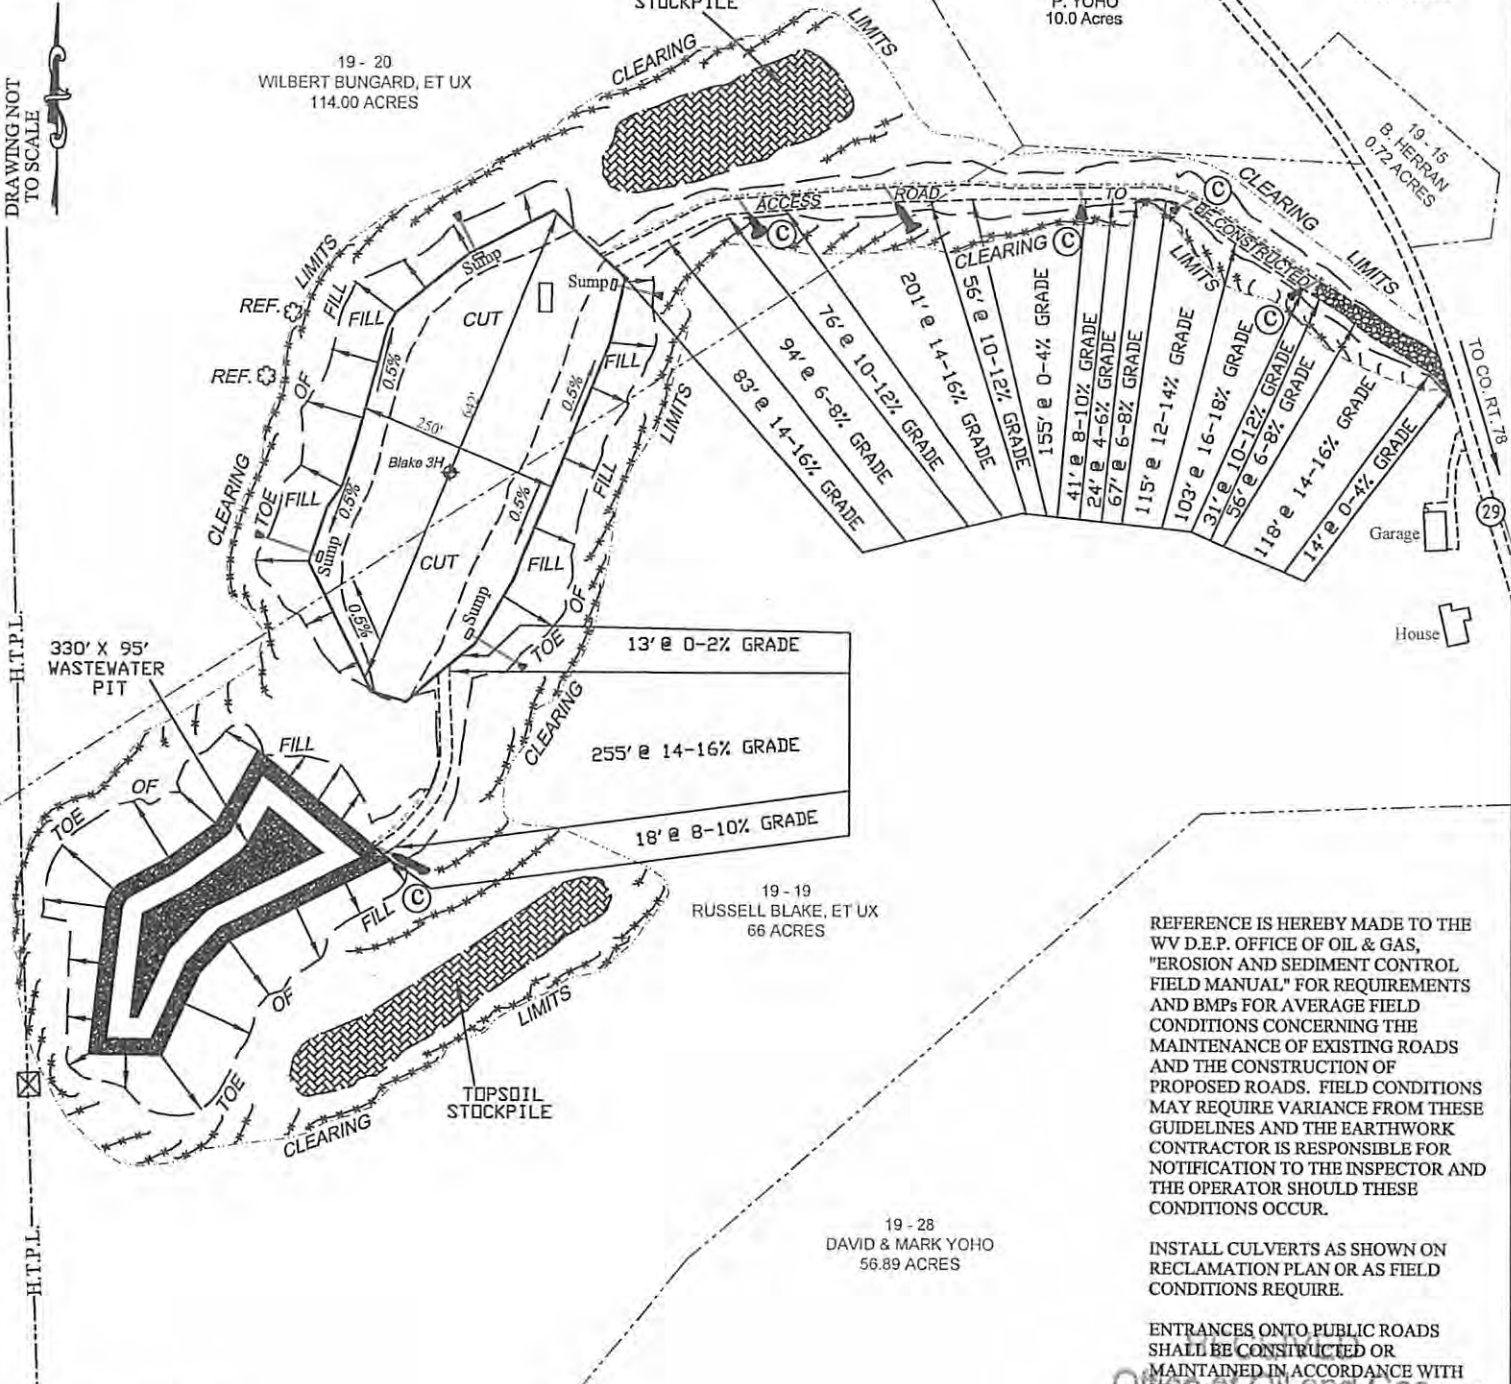 STOCKPILE
P. YOHO
10.0 Acres
DRAWING NOT
TO SCALE
19 - 20
WILBERT BUNGARD, ET UX
114.00 ACRES
CLEARING
LIMITS
19 - 15
B. HERRAN
0.72 ACRES
ACCESS
ROAD
TO
BE CONSTRUCTED
C
C
C
C
CLEARING
LIMITS
CLEARING
LIMITS
LIMITS
REF.
REF.
FILL
FILL
OF
TOE
FILL
CLEARING
Sump
Sump
Sump
Sump
CUT
CUT
0.5%
0.5%
0.5%
0.5%
0.5%
642'
250'
Blake 3H
FILL
FILL
FILL
OF
TOE
LIMITS
CLEARING
83' @ 14-16% GRADE
94' @ 6-8% GRADE
76' @ 10-12% GRADE
201' @ 14-16% GRADE
56' @ 10-12% GRADE
155' @ 0-4% GRADE
41' @ 8-10% GRADE
24' @ 4-6% GRADE
67' @ 6-8% GRADE
115' @ 12-14% GRADE
103' @ 16-18% GRADE
31' @ 10-12% GRADE
56' @ 6-8% GRADE
118' @ 14-16% GRADE
14' @ 0-4% GRADE
TO CO. RT. 78
29
Garage
House
H.T.P.L.
330' X 95'
WASTEWATER
PIT
13' @ 0-2% GRADE
255' @ 14-16% GRADE
18' @ 8-10% GRADE
FILL
OF
TOE
FILL
C
OF
TOE
19 - 19
RUSSELL BLAKE, ET UX
66 ACRES
LIMITS
TOPSOIL
STOCKPILE
CLEARING
H.T.P.L.
19 - 28
DAVID & MARK YOHO
56.89 ACRES
REFERENCE IS HEREBY MADE TO THE
WV D.E.P. OFFICE OF OIL & GAS,
"EROSION AND SEDIMENT CONTROL
FIELD MANUAL" FOR REQUIREMENTS
AND BMPs FOR AVERAGE FIELD
CONDITIONS CONCERNING THE
MAINTENANCE OF EXISTING ROADS
AND THE CONSTRUCTION OF
PROPOSED ROADS. FIELD CONDITIONS
MAY REQUIRE VARIANCE FROM THESE
GUIDELINES AND THE EARTHWORK
CONTRACTOR IS RESPONSIBLE FOR
NOTIFICATION TO THE INSPECTOR AND
THE OPERATOR SHOULD THESE
CONDITIONS OCCUR.
INSTALL CULVERTS AS SHOWN ON
RECLAMATION PLAN OR AS FIELD
CONDITIONS REQUIRE.
ENTRANCES ONTO PUBLIC ROADS
SHALL BE CONSTRUCTED OR
MAINTAINED IN ACCORDANCE WITH
RECEIVED
Office of Oil and Gas